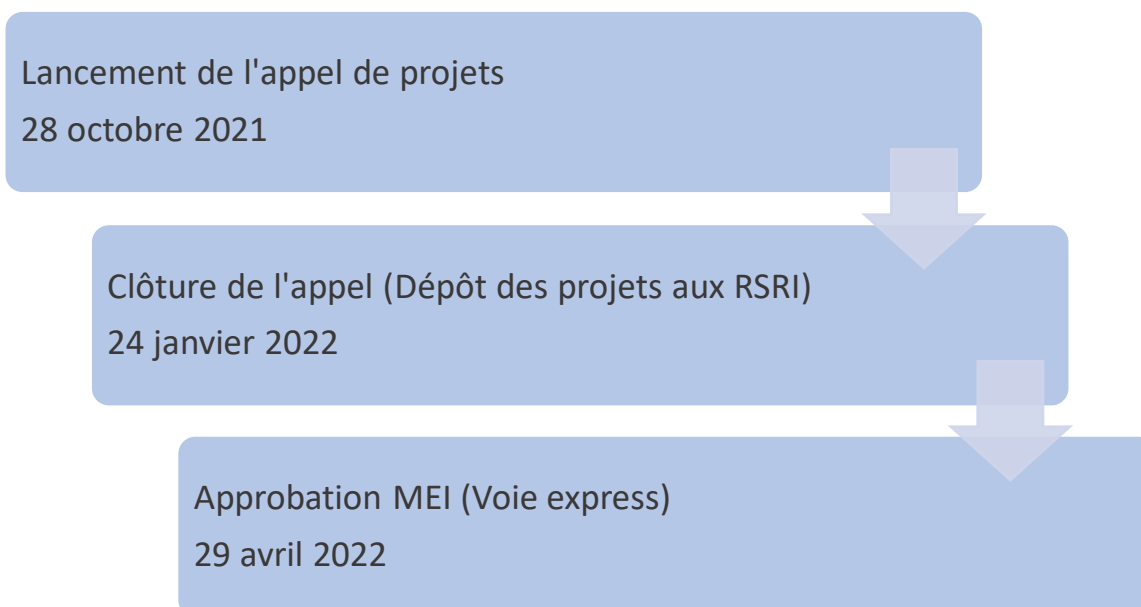 Lancement de l'appel de projets
28 octobre 2021
Clôture de l'appel (Dépôt des projets aux RSRI)
24 janvier 2022
Approbation MEI (Voie express)
29 avril 2022